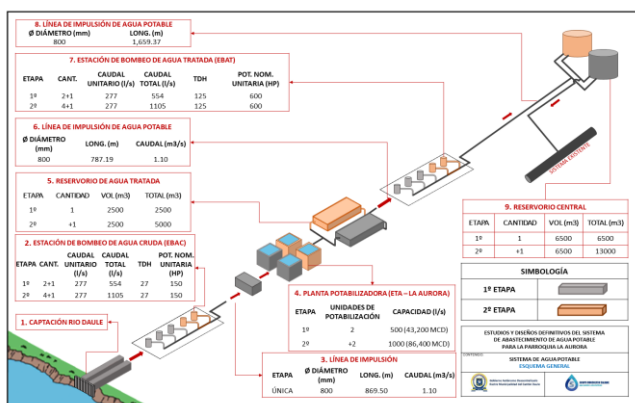 8. LÍNEA DE IMPULSIÓN DE AGUA POTABLE
Ø DIÁMETRO (mm) LONG. (m)
800 1,659.37
7. ESTACIÓN DE BOMBEO DE AGUA TRATADA (EBAT)
ETAPA CANT. CAUDAL UNITARIO (l/s) CAUDAL TOTAL (l/s) TDH POT. NOM. UNITARIA (HP)
1º 2+1 277 554 125 600
2º 4+1 277 1105 125 600
6. LÍNEA DE IMPULSIÓN DE AGUA POTABLE
Ø DIÁMETRO (mm) LONG. (m) CAUDAL (m3/s)
800 787.19 1.10
5. RESERVORIO DE AGUA TRATADA
ETAPA CANTIDAD VOL (m3) TOTAL (m3)
1º 1 2500 2500
2º +1 2500 5000
2. ESTACIÓN DE BOMBEO DE AGUA CRUDA (EBAC)
ETAPA CANT. CAUDAL UNITARIO (l/s) CAUDAL TOTAL (l/s) TDH POT. NOM. UNITARIA (HP)
1º 2+1 277 554 27 150
2º 4+1 277 1105 27 150
1. CAPTACIÓN RIO DAULE
4. PLANTA POTABILIZADORA (ETA – LA AURORA)
ETAPA UNIDADES DE POTABILIZACIÓN CAPACIDAD (l/s)
1º 2 500 (43,200 MCD)
2º +2 1000 (86,400 MCD)
3. LÍNEA DE IMPULSIÓN
ETAPA Ø DIÁMETRO (mm) LONG. (m) CAUDAL (m3/s)
ÚNICA 800 869.50 1.10
SISTEMA EXISTENTE
9. RESERVORIO CENTRAL
ETAPA CANTIDAD VOL (m3) TOTAL (m3)
1º 1 6500 6500
2º +1 6500 13000
SIMBOLOGÍA
1º ETAPA
2º ETAPA
ESTUDIOS Y DISEÑOS DEFINITIVOS DEL SISTEMA
DE ABASTECIMIENTO DE AGUA POTABLE
PARA LA PARROQUIA LA AURORA
SISTEMA DE AGUA POTABLE
ESQUEMA GENERAL